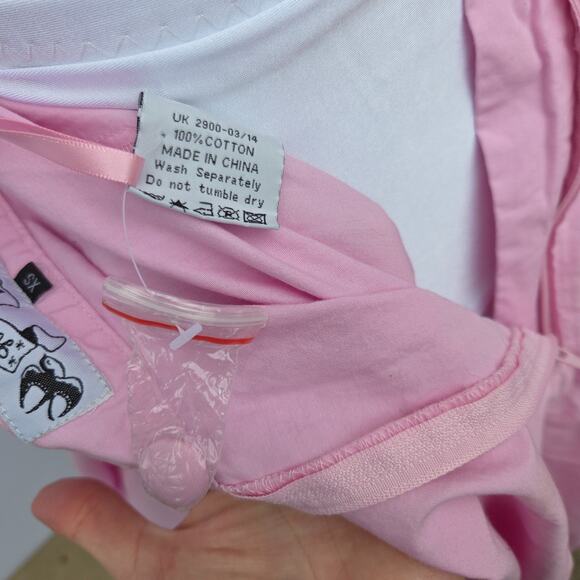 UK 2900-03/14
100%COTTON
MADE IN CHINA
Wash Separately
Do not tumble dry
XS